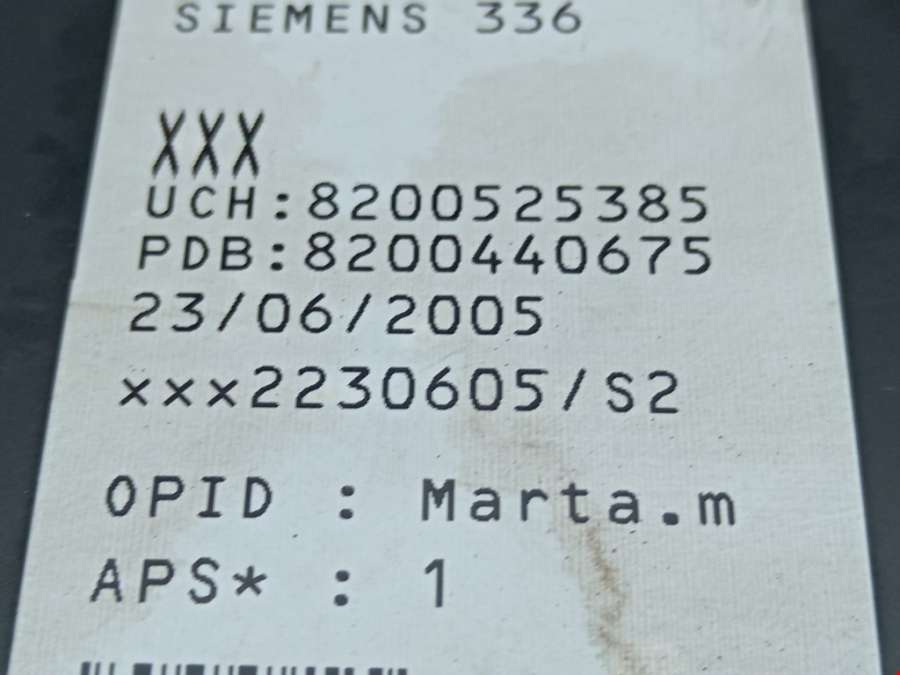 SIEMENS 336
XXX
UCH:8200525385
PDB:8200440675
23/06/2005
xxx2230605/S2
OPID : Marta.m
APS* : 1